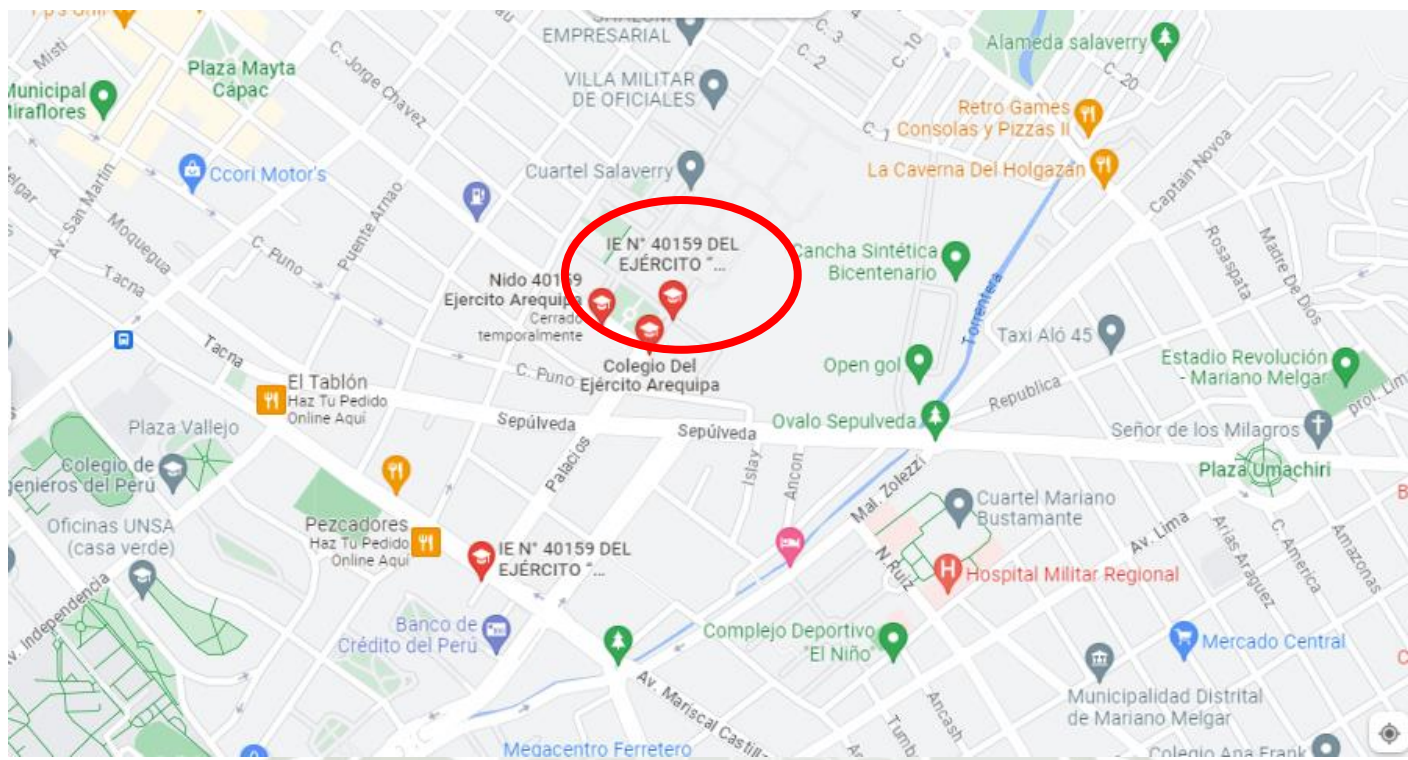 EMPRESARIAL
C. 3
C. 2
C. 10
Alameda salaverry
C. 20
Misti
Plaza Mayta
Cápac
C. Jorge Chavez
VILLA MILITAR
DE OFICIALES
Retro Games
Consolas y Pizzas II
C. 1
Captain Novoa
Ccori Motor's
Cuartel Salaverry
La Caverna Del Holgazán
Av. San Martin
Moquegua
Puente Arnao
C. Puno
Tacna
IE N° 40159 DEL
EJÉRCITO "...
Cancha Sintética
Bicentenario
Rosaspata
Madre De Dios
Nido 40159
Ejercito Arequipa
Cerrado
temporalmente
Torrentera
Taxi Aló 45
Tacna
C. Puno
Colegio Del
Ejército Arequipa
Open gol
Estadio Revolución
- Mariano Melgar
El Tablón
Haz Tu Pedido
Online Aquí
Republica
prol. Lim
Plaza Vallejo
Sepúlveda
Sepúlveda
Ovalo Sepulveda
Señor de los Milagros
Colegio de
genieros del Perú
Palacios
Islay
Ancon
Mal. Zolezzi
Plaza Umachiri
Cuartel Mariano
Bustamante
Oficinas UNSA
(casa verde)
Pezcadores
Haz Tu Pedido
Online Aquí
IE N° 40159 DEL
EJÉRCITO "...
N. Ruiz
H
Hospital Militar Regional
Av. Lima
Arias Araguez
C. America
Amazonas
v. Independencia
Banco de
Crédito del Perú
Complejo Deportivo
"El Niño"
Mercado Central
Av. Mariscal Castilla
Ancash
Tumb
Municipalidad Distrital
de Mariano Melgar
Megacentro Ferretero
Colegio Ana Frank